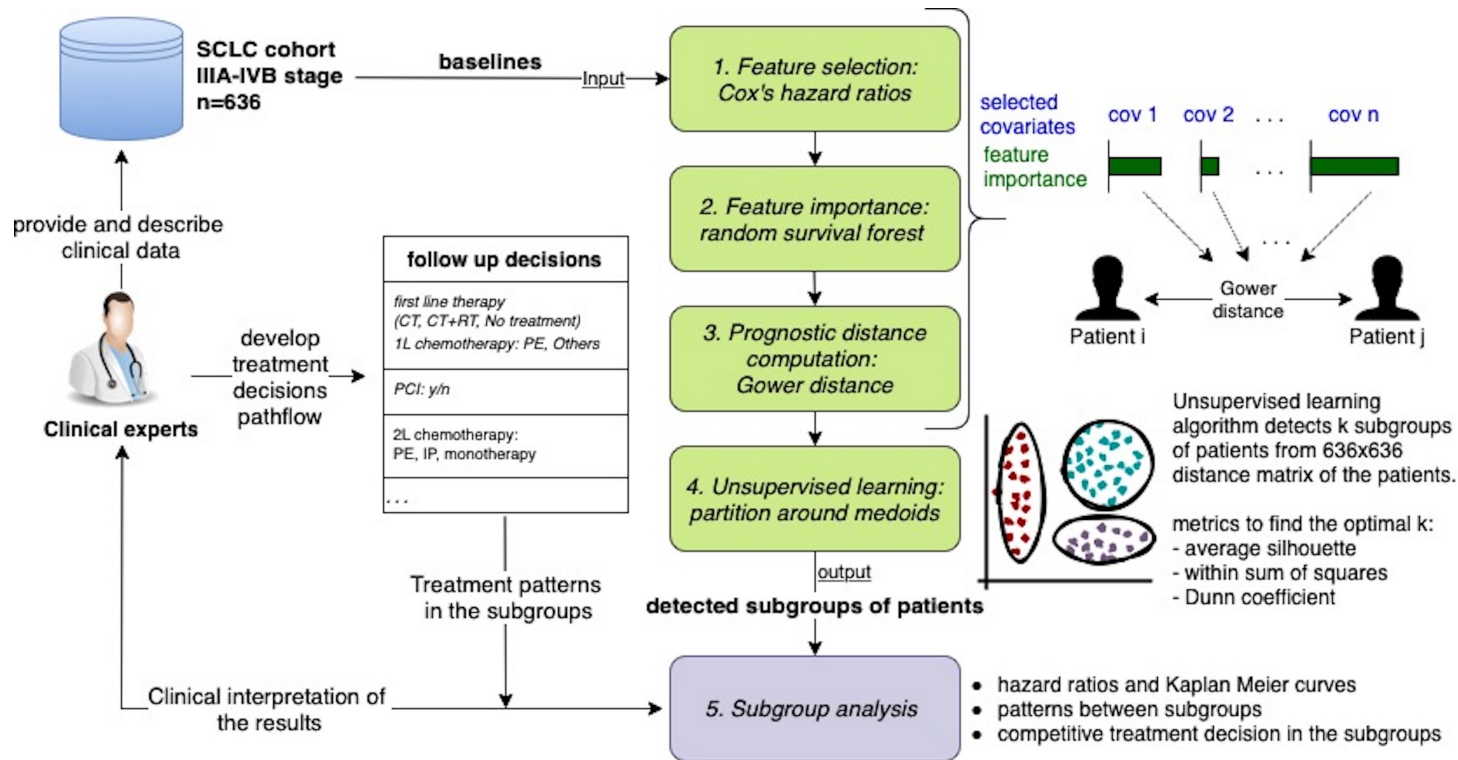 SCLC cohort
IIIA-IVB stage
n=636
baselines
Input
1. Feature selection:
Cox's hazard ratios
selected
covariates
cov 1 cov 2 . . . cov n
feature
importance
. . .
2. Feature importance:
random survival forest
. . .
Gower
distance
Patient i
Patient j
provide and describe
clinical data
Clinical experts
develop
treatment
decisions
pathflow
follow up decisions
first line therapy
(CT, CT+RT, No treatment)
1L chemotherapy: PE, Others
PCI: y/n
2L chemotherapy:
PE, IP, monotherapy
. . .
3. Prognostic distance
computation:
Gower distance
4. Unsupervised learning:
partition around medoids
Unsupervised learning
algorithm detects k subgroups
of patients from 636x636
distance matrix of the patients.
metrics to find the optimal k:
- average silhouette
- within sum of squares
- Dunn coefficient
output
detected subgroups of patients
Treatment patterns
in the subgroups
Clinical interpretation of
the results
5. Subgroup analysis
• hazard ratios and Kaplan Meier curves
• patterns between subgroups
• competitive treatment decision in the subgroups